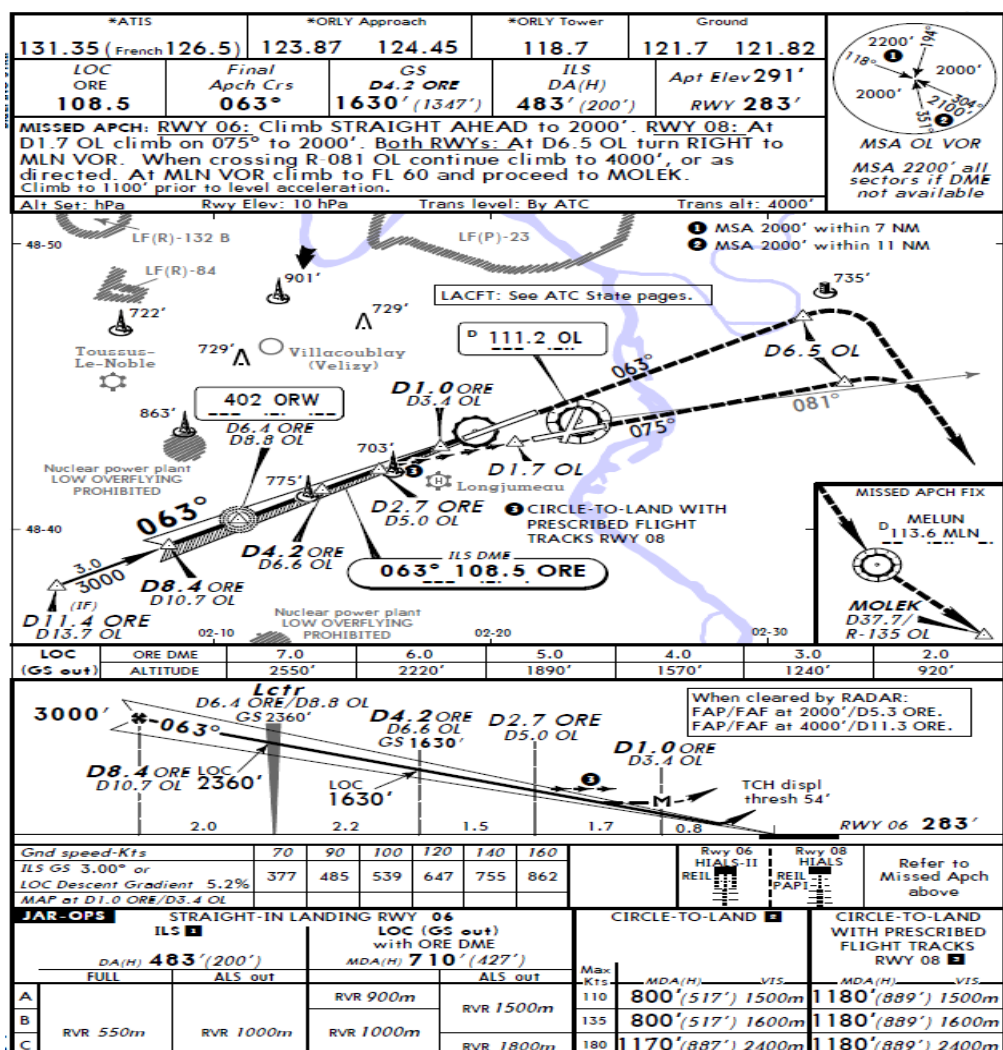 *ATIS *ORLY Approach *ORLY Tower Ground
131.35 (French 126.5) 123.87 124.45 118.7 121.7 121.82
LOC ORE 108.5
Final Apch Crs 063°
GS D4.2 ORE 1630' (1347')
ILS DA(H) 483' (200')
Apt Elev 291'
RWY 283'
2200' 1 194°
118° 2000'
2000' 304°
2100' 2 351°
MSA OL VOR
MSA 2200' all
sectors if DME
not available
MISSED APCH: RWY 06: Climb STRAIGHT AHEAD to 2000'. RWY 08: At
D1.7 OL climb on 075° to 2000'. Both RWYs: At D6.5 OL turn RIGHT to
MLN VOR. When crossing R-081 OL continue climb to 4000', or as
directed. At MLN VOR climb to FL 60 and proceed to MOLEK.
Climb to 1100' prior to level acceleration.
Alt Set: hPa Rwy Elev: 10 hPa Trans level: By ATC Trans alt: 4000'
1 MSA 2000' within 7 NM
2 MSA 2000' within 11 NM
48-50
LF(R)-132 B
LF(P)-23
LF(R)-84
901'
735'
LACFT: See ATC State pages.
722'
729'
729'
Toussus-
Le-Noble
Villacoublay
(Velizy)
D 111.2 OL
D6.5 OL
063°
081°
075°
D1.0 ORE
D3.4 OL
402 ORW
D6.4 ORE
D8.8 OL
863'
703'
3
D1.7 OL
Nuclear power plant
LOW OVERFLYING
PROHIBITED
775'
H Longjumeau
D2.7 ORE
D5.0 OL
3 CIRCLE-TO-LAND WITH
PRESCRIBED FLIGHT
TRACKS RWY 08
063°
48-40
D4.2 ORE
D6.6 OL
ILS DME
063° 108.5 ORE
3.0
3000
D8.4 ORE
D10.7 OL
(IF)
D11.4 ORE
D13.7 OL
Nuclear power plant
LOW OVERFLYING
PROHIBITED
MISSED APCH FIX
MELUN
D 113.6 MLN
MOLEK
D37.7/
R-135 OL
02-10 02-20 02-30
LOC ORE DME 7.0 6.0 5.0 4.0 3.0 2.0
(GS out) ALTITUDE 2550' 2220' 1890' 1570' 1240' 920'
Lctr
D6.4 ORE/D8.8 OL
GS 2360'
3000'
063°
D4.2 ORE
D6.6 OL
GS 1630'
D2.7 ORE
D5.0 OL
When cleared by RADAR:
FAP/FAF at 2000'/D5.3 ORE.
FAP/FAF at 4000'/D11.3 ORE.
D1.0 ORE
D3.4 OL
D8.4 ORE
D10.7 OL
LOC
2360'
LOC
1630'
3
M
TCH displ
thresh 54'
2.0 2.2 1.5 1.7 0.8
RWY 06 283'
Gnd speed-Kts 70 90 100 120 140 160
ILS GS 3.00° or
LOC Descent Gradient 5.2% 377 485 539 647 755 862
MAP at D1.0 ORE/D3.4 OL
Rwy 06
HIALS-II
REIL
Rwy 08
HIALS
REIL
PAPI
Refer to
Missed Apch
above
JAR-OPS STRAIGHT-IN LANDING RWY 06
ILS 1
DA(H) 483' (200')
LOC (GS out)
with ORE DME
MDA(H) 710' (427')
CIRCLE-TO-LAND 2
CIRCLE-TO-LAND
WITH PRESCRIBED
FLIGHT TRACKS
RWY 08 3
FULL ALS out ALS out
Max
Kts MDA(H) VIS MDA(H) VIS
A RVR 900m RVR 1500m 110 800' (517') 1500m 1180' (889') 1500m
B RVR 550m RVR 1000m RVR 1000m 135 800' (517') 1600m 1180' (889') 1600m
C RVR 1800m 180 1170' (887') 2400m 1180' (889') 2400m